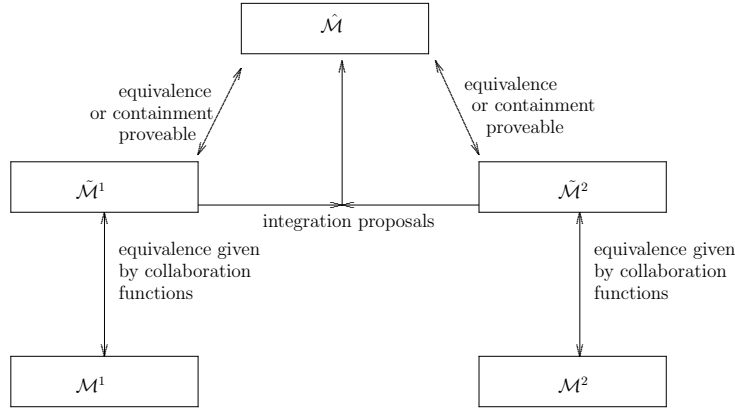 ℳ̂
equivalence
or containment
proveable
equivalence
or containment
proveable
ℳ̃¹
ℳ̃²
integration proposals
equivalence given
by collaboration
functions
equivalence given
by collaboration
functions
ℳ¹
ℳ²